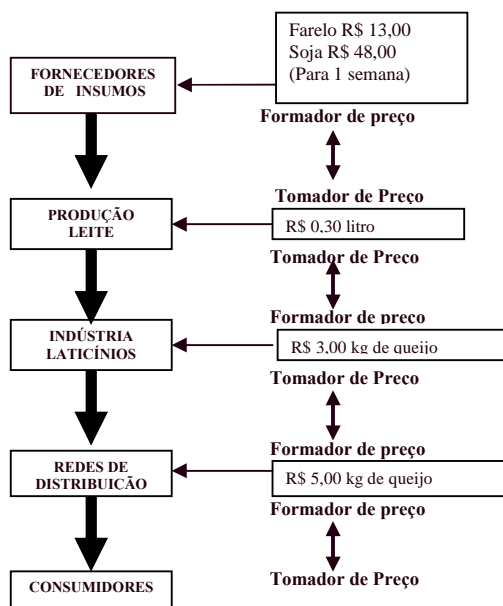 Farelo R$ 13,00
Soja R$ 48,00
(Para 1 semana)
FORNECEDORES
DE INSUMOS
Formador de preço
Tomador de Preço
PRODUÇÃO
LEITE
R$ 0,30 litro
Tomador de Preço
Formador de preço
INDÚSTRIA
LATICÍNIOS
R$ 3,00 kg de queijo
Tomador de Preço
Formador de preço
REDES DE
DISTRIBUIÇÃO
R$ 5,00 kg de queijo
Formador de preço
Tomador de Preço
CONSUMIDORES